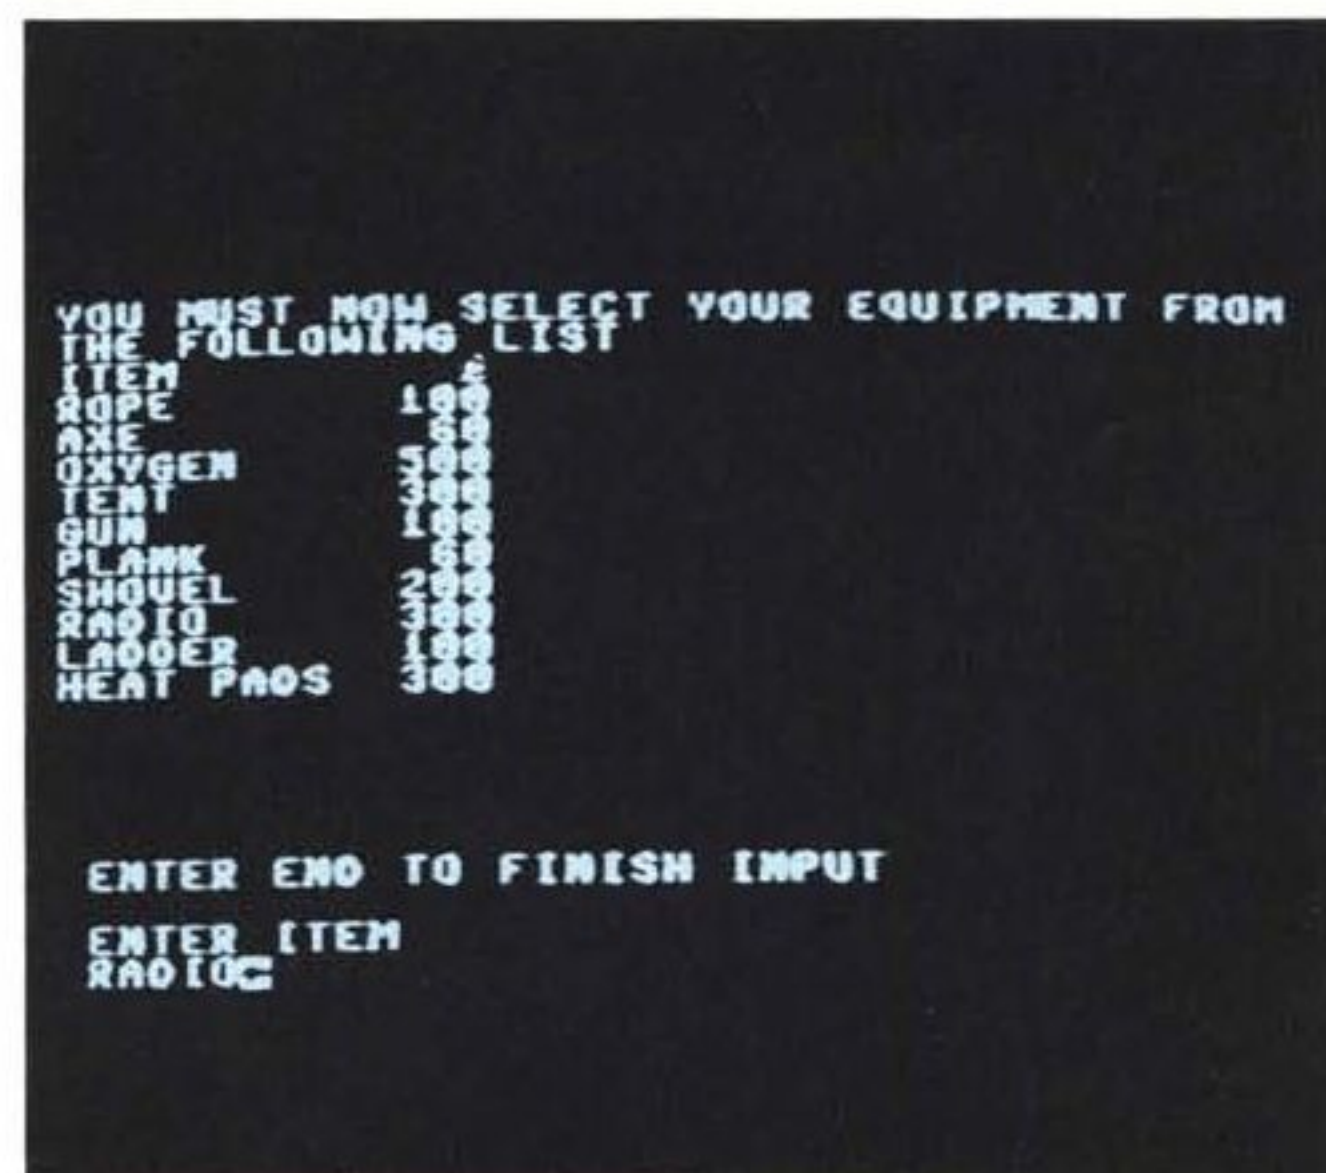 YOU MUST NOW SELECT YOUR EQUIPMENT FROM
THE FOLLOWING LIST
ITEM £
ROPE 100
AXE 60
OXYGEN 500
TENT 300
GUN 100
PLANK 60
SHOVEL 200
RADIO 300
LADDER 100
HEAT PADS 300
ENTER END TO FINISH INPUT
ENTER ITEM
RADIO